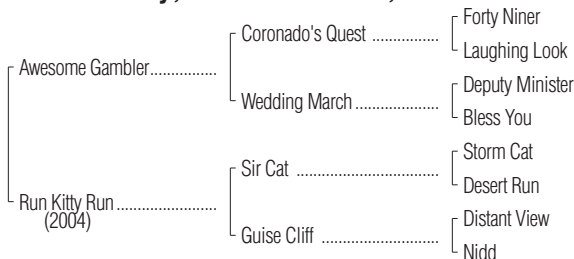 Forty Niner
Coronado's Quest ................
Laughing Look
Awesome Gambler................
Deputy Minister
Wedding March ....................
Bless You
Storm Cat
Sir Cat ..................................
Desert Run
Run Kitty Run ........................
(2004)
Distant View
Guise Cliff ............................
Nidd